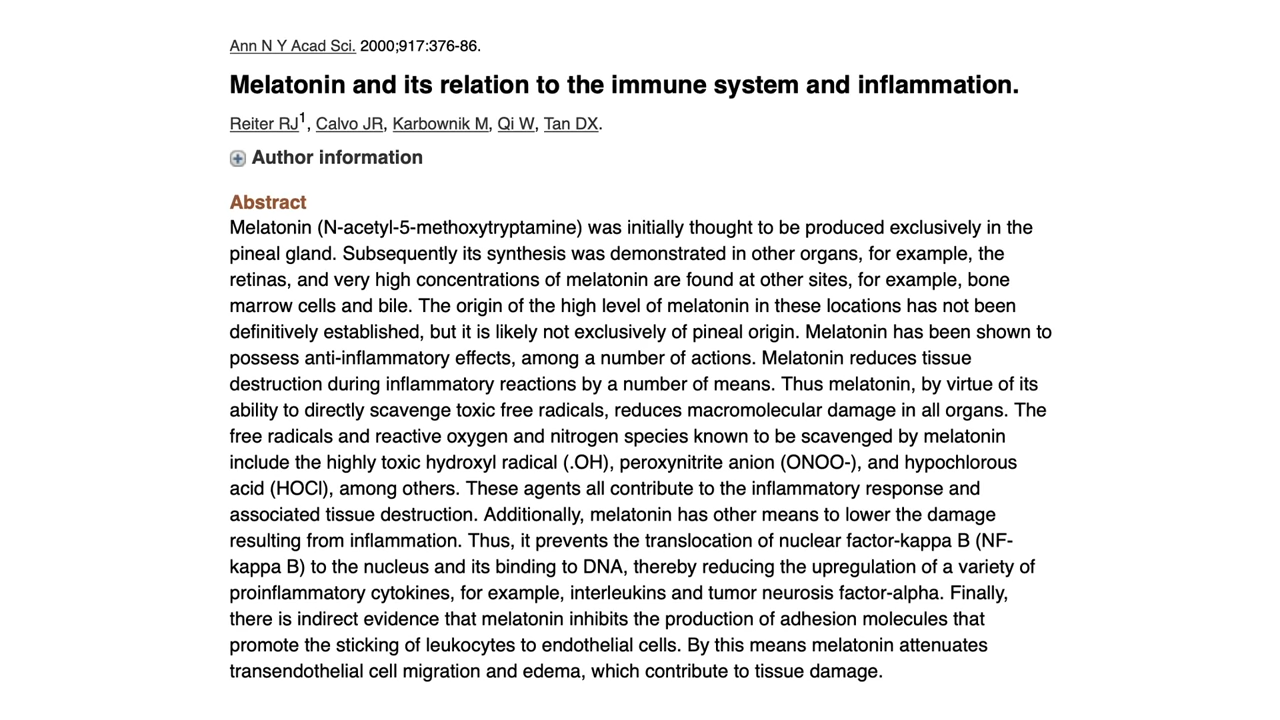 Ann N Y Acad Sci. 2000;917:376-86.
Melatonin and its relation to the immune system and inflammation.
Reiter RJ1, Calvo JR, Karbownik M, Qi W, Tan DX.
Author information
Abstract
Melatonin (N-acetyl-5-methoxytryptamine) was initially thought to be produced exclusively in the
pineal gland. Subsequently its synthesis was demonstrated in other organs, for example, the
retinas, and very high concentrations of melatonin are found at other sites, for example, bone
marrow cells and bile. The origin of the high level of melatonin in these locations has not been
definitively established, but it is likely not exclusively of pineal origin. Melatonin has been shown to
possess anti-inflammatory effects, among a number of actions. Melatonin reduces tissue
destruction during inflammatory reactions by a number of means. Thus melatonin, by virtue of its
ability to directly scavenge toxic free radicals, reduces macromolecular damage in all organs. The
free radicals and reactive oxygen and nitrogen species known to be scavenged by melatonin
include the highly toxic hydroxyl radical (.OH), peroxynitrite anion (ONOO-), and hypochlorous
acid (HOCl), among others. These agents all contribute to the inflammatory response and
associated tissue destruction. Additionally, melatonin has other means to lower the damage
resulting from inflammation. Thus, it prevents the translocation of nuclear factor-kappa B (NF-
kappa B) to the nucleus and its binding to DNA, thereby reducing the upregulation of a variety of
proinflammatory cytokines, for example, interleukins and tumor neurosis factor-alpha. Finally,
there is indirect evidence that melatonin inhibits the production of adhesion molecules that
promote the sticking of leukocytes to endothelial cells. By this means melatonin attenuates
transendothelial cell migration and edema, which contribute to tissue damage.